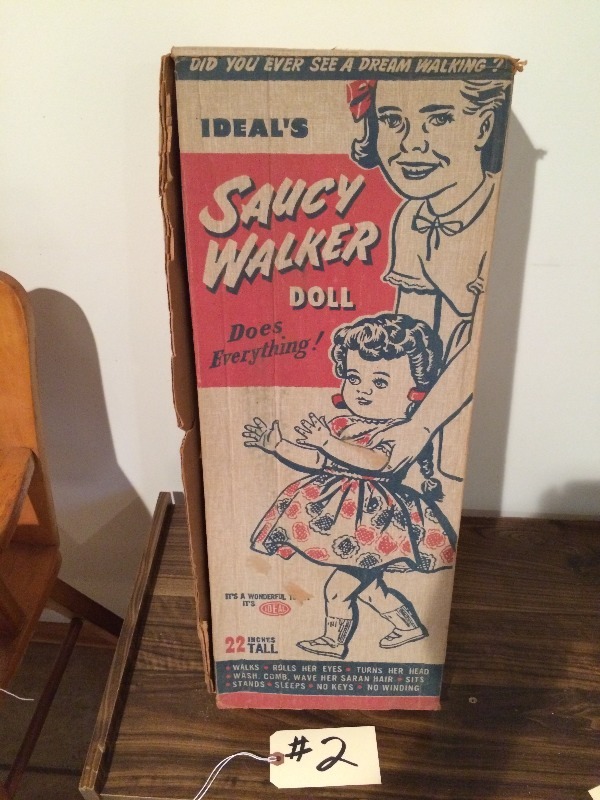 DID YOU EVER SEE A DREAM WALKING?
IDEAL'S
SAUCY
WALKER
DOLL
Does
Everything!
IT'S A WONDERFUL
IT'S IDEAL
22 INCHES TALL
• WALKS • ROLLS HER EYES • TURNS HER HEAD
• WASH, COMB, WAVE HER SARAN HAIR • SITS
• STANDS • SLEEPS • NO KEYS • NO WINDING
#2